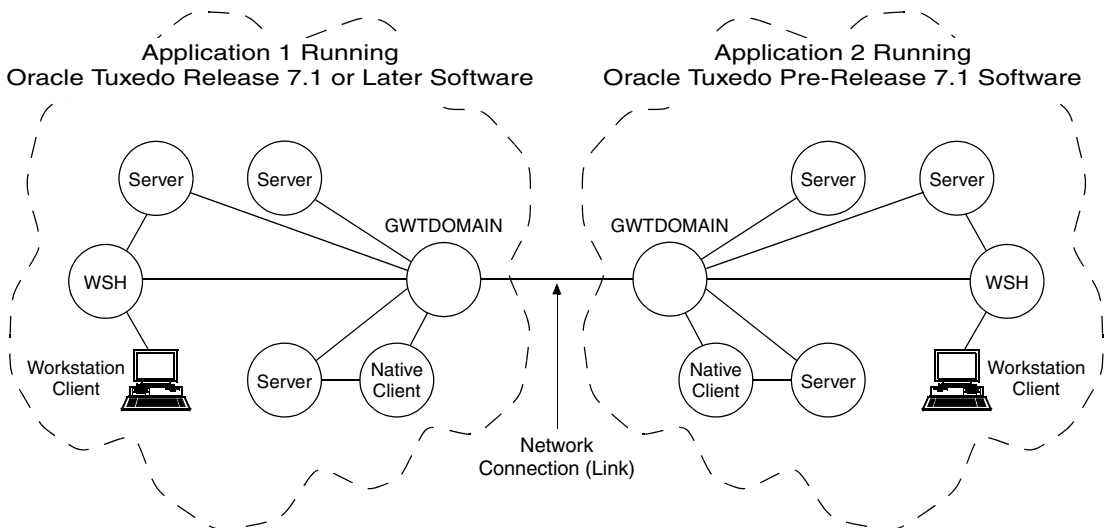 Application 1 Running
Oracle Tuxedo Release 7.1 or Later Software
Application 2 Running
Oracle Tuxedo Pre-Release 7.1 Software
Server
Server
GWTDOMAIN
WSH
Workstation
Client
Server
Native
Client
Server
Server
GWTDOMAIN
WSH
Native
Client
Server
Workstation
Client
Network
Connection (Link)